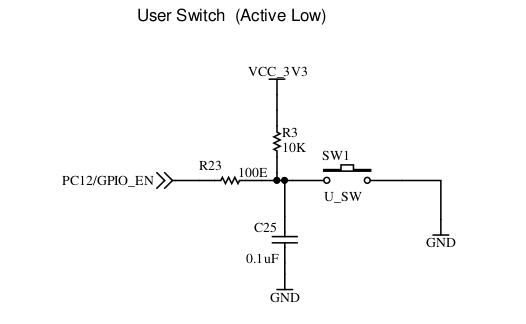 User Switch (Active Low)
VCC_3V3
R3
10K
SW1
R23
100E
PC12/GPIO_EN
U_SW
C25
0.1uF
GND
GND